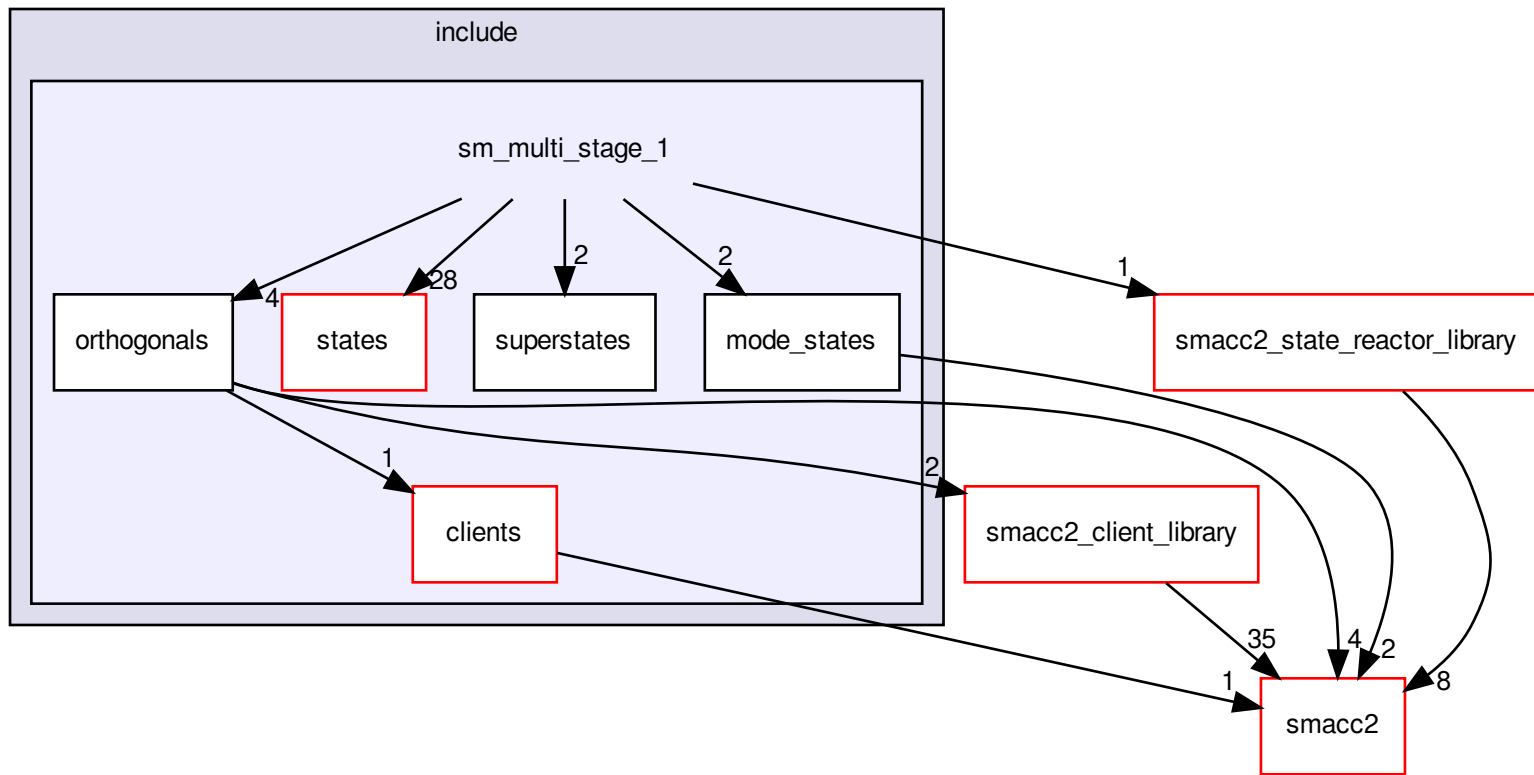 include
sm_multi_stage_1
4
28
2
2
1
orthogonals
states
superstates
mode_states
smacc2_state_reactor_library
1
2
clients
smacc2_client_library
35
4
2
1
8
smacc2